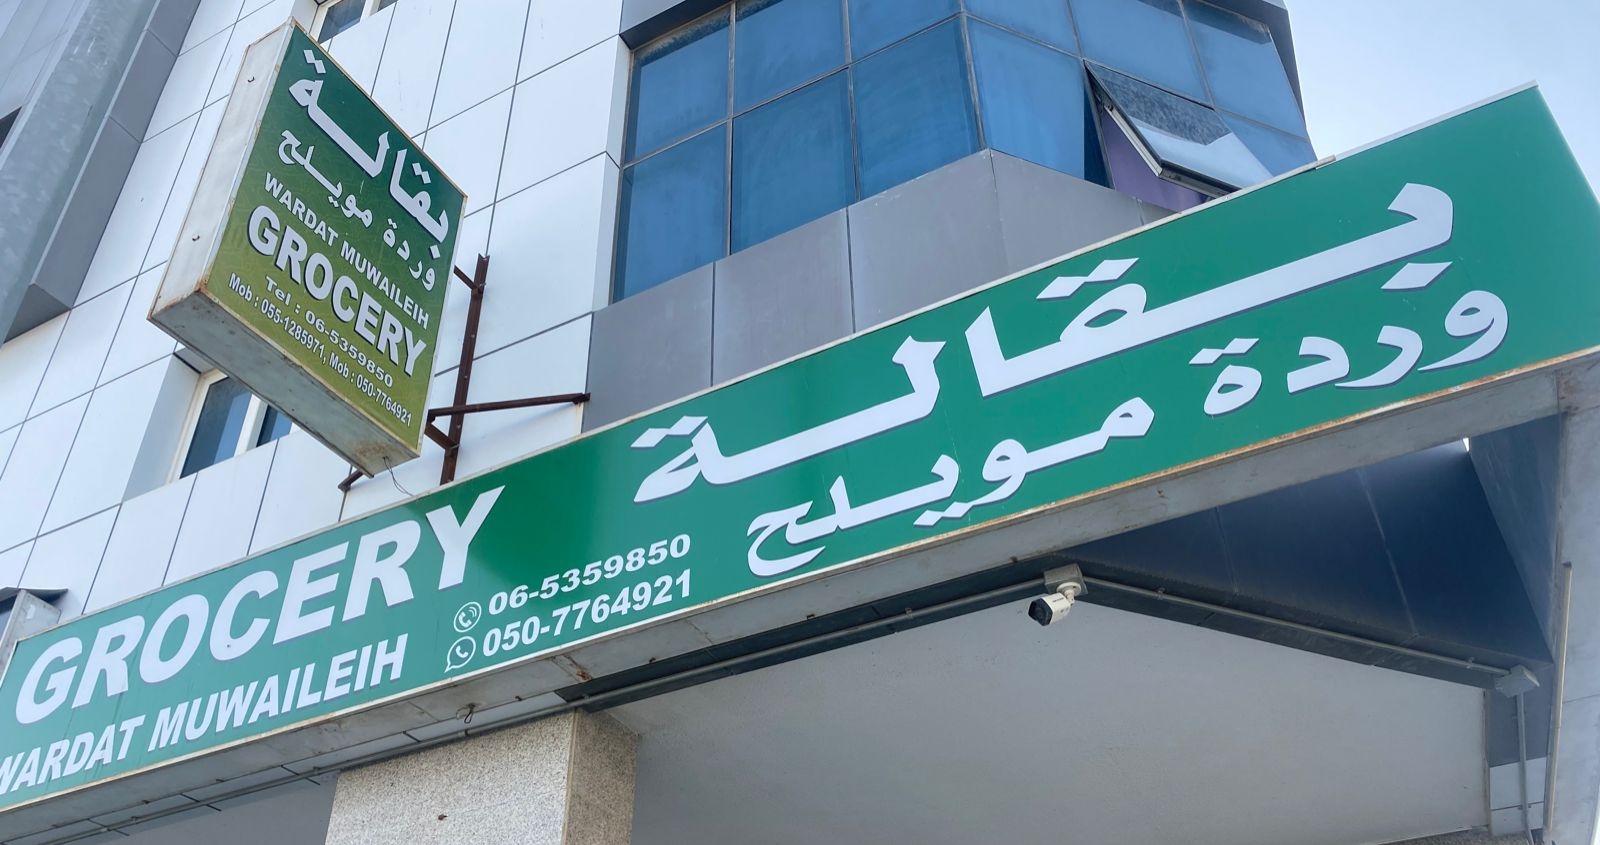 بقالة
وردة مويلح
WARDAT MUWAILEIH
GROCERY
Tel : 06-5359850
Mob : 055-1285971, Mob : 050-7764921
بقالة
وردة مويلح
GROCERY
WARDAT MUWAILEIH
06-5359850
050-7764921